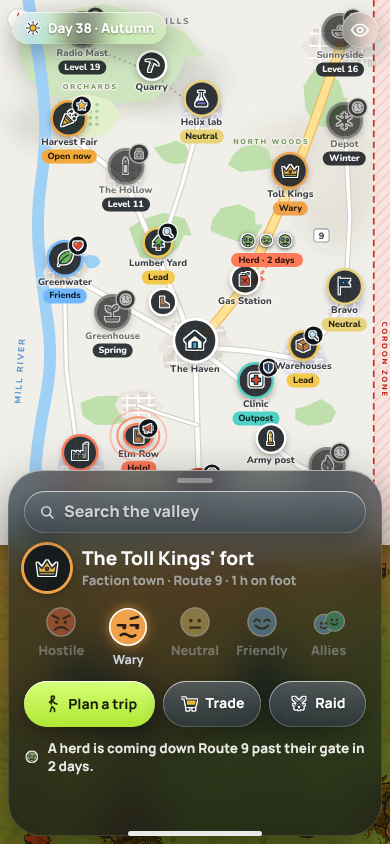 Day 38 · Autumn
ILLS
Radio Mast
Level 19
Quarry
Sunnyside
Level 16
ORCHARDS
Helix lab
Neutral
Harvest Fair
Open now
Depot
Winter
NORTH WOODS
The Hollow
Level 11
Toll Kings
Wary
9
Lumber Yard
Lead
Herd · 2 days
Greenwater
Friends
Gas Station
Bravo
Neutral
Greenhouse
Spring
MILL RIVER
CORDON ZONE
The Haven
Warehouses
Lead
Clinic
Outpost
Elm Row
Help!
Army post
Search the valley
The Toll Kings' fort
Faction town · Route 9 · 1 h on foot
Hostile
Wary
Neutral
Friendly
Allies
Plan a trip
Trade
Raid
A herd is coming down Route 9 past their gate in
2 days.